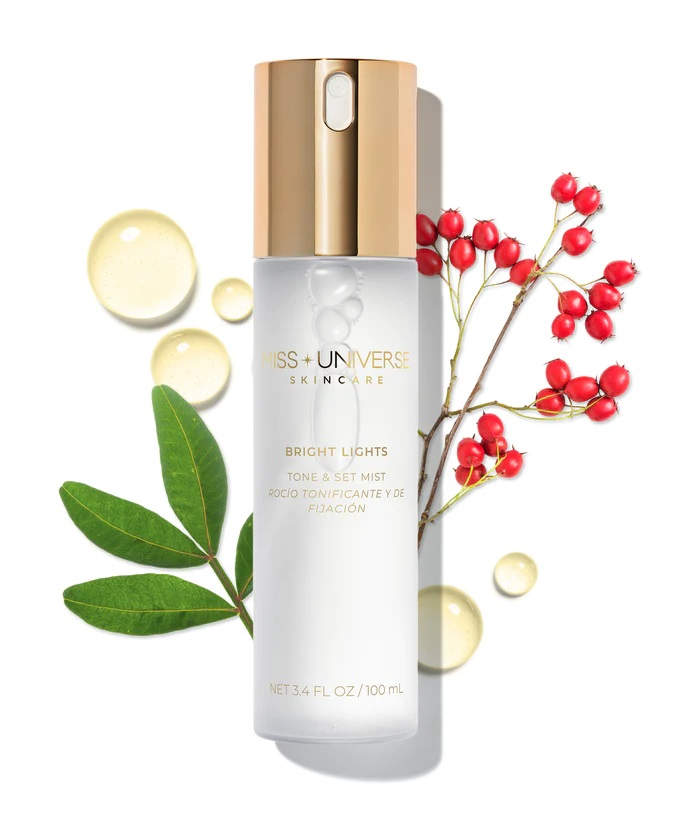 MISS UNIVERSE
SKINCARE
BRIGHT LIGHTS
TONE & SET MIST
ROCÍO TONIFICANTE Y DE
FIJACIÓN
NET 3.4 FL OZ / 100 mL